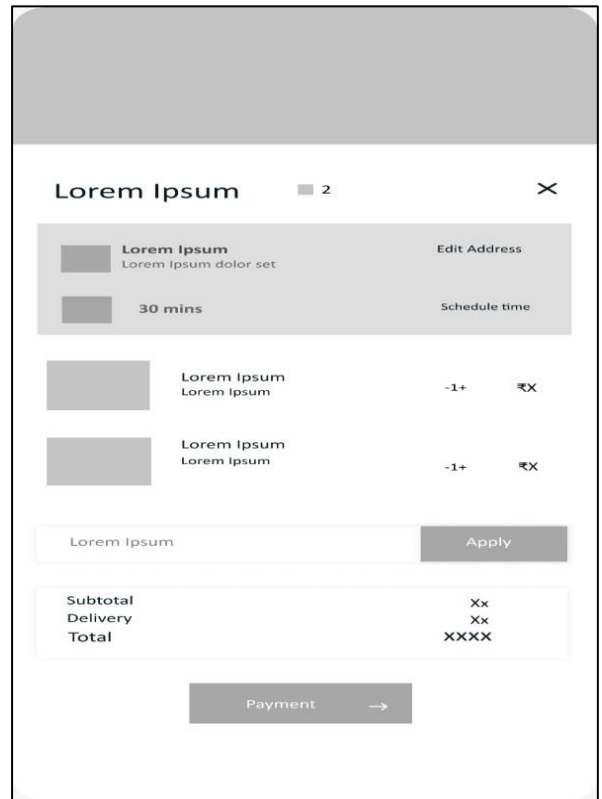 Lorem Ipsum 2 ✕
Lorem Ipsum Edit Address
Lorem Ipsum dolor set
30 mins Schedule time
Lorem Ipsum
Lorem Ipsum -1+ ₹X
Lorem Ipsum
Lorem Ipsum -1+ ₹X
Lorem Ipsum Apply
Subtotal Xx
Delivery Xx
Total XXXX
Payment →